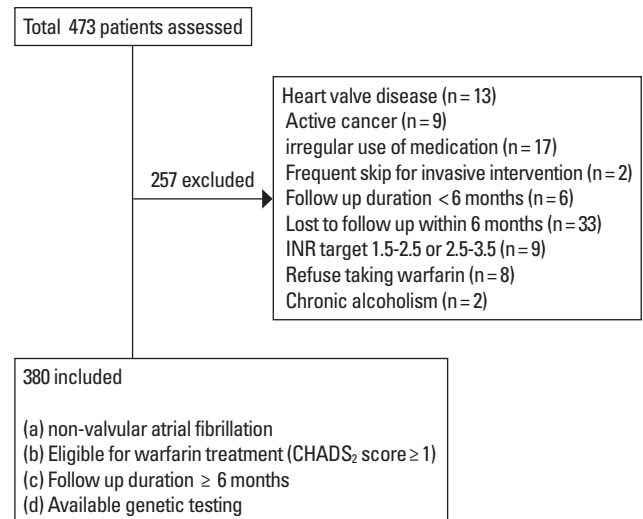 Total 473 patients assessed
257 excluded
Heart valve disease (n = 13)
Active cancer (n = 9)
irregular use of medication (n = 17)
Frequent skip for invasive intervention (n = 2)
Follow up duration < 6 months (n = 6)
Lost to follow up within 6 months (n = 33)
INR target 1.5-2.5 or 2.5-3.5 (n = 9)
Refuse taking warfarin (n = 8)
Chronic alcoholism (n = 2)
380 included
(a) non-valvular atrial fibrillation
(b) Eligible for warfarin treatment (CHADS₂ score ≥ 1)
(c) Follow up duration ≥ 6 months
(d) Available genetic testing